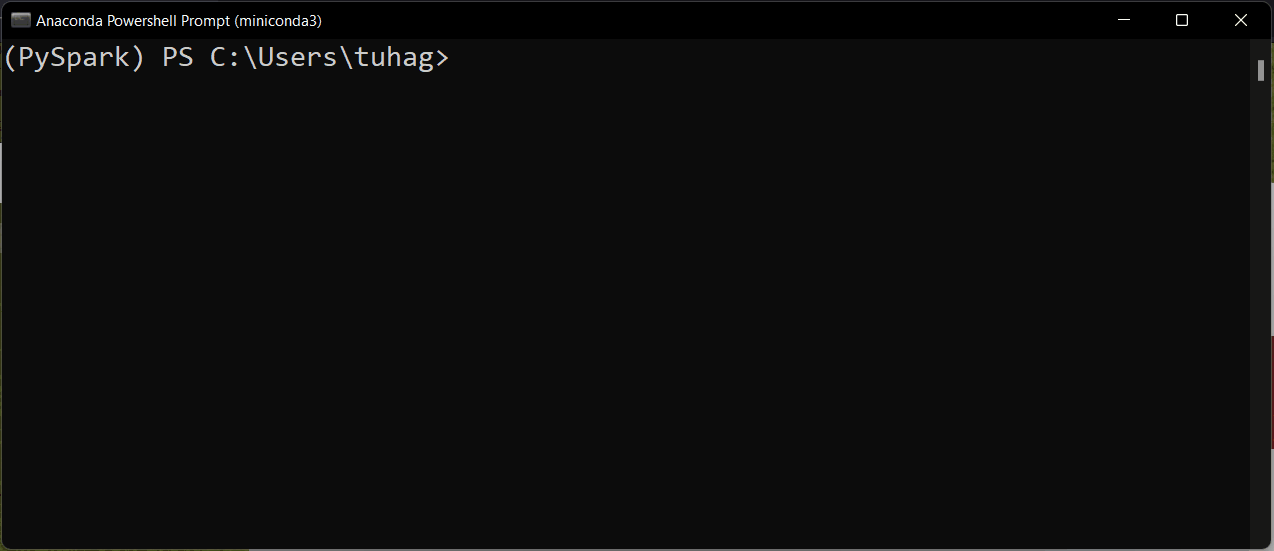 Anaconda Powershell Prompt (miniconda3)
(PySpark) PS C:\Users\tuhag>